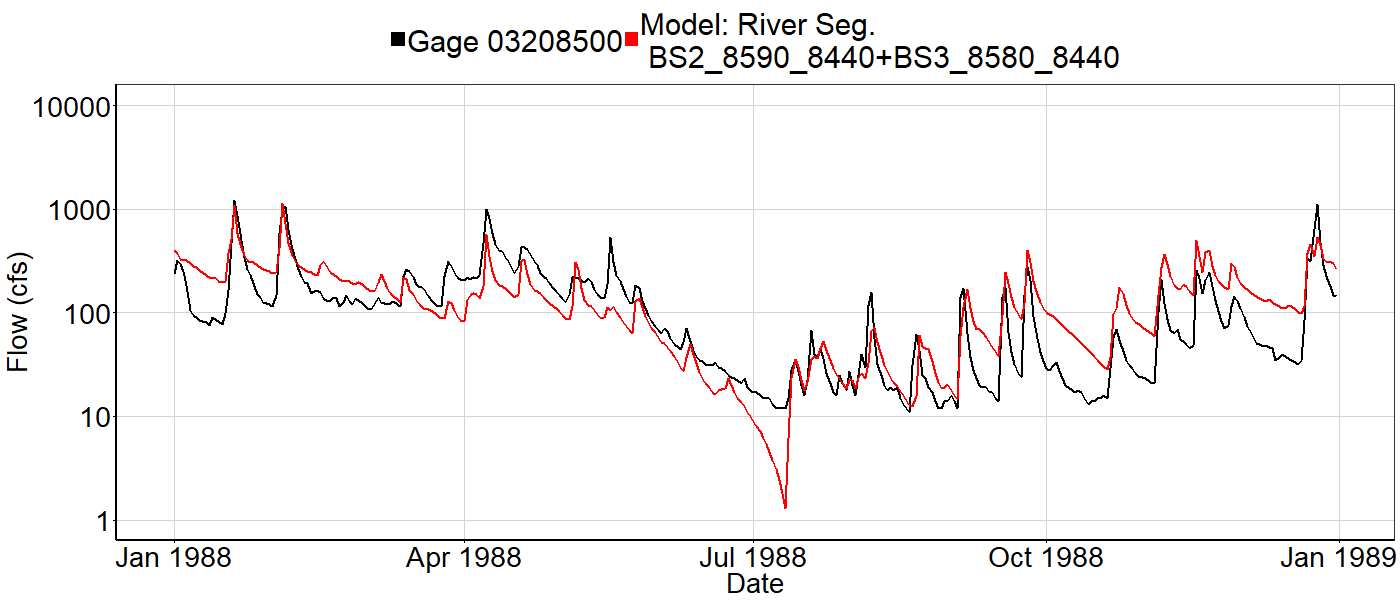 Gage 03208500 Model: River Seg.
BS2_8590_8440+BS3_8580_8440
10000
1000
100
10
1
Flow (cfs)
Jan 1988 Apr 1988 Jul 1988 Oct 1988 Jan 1989
Date